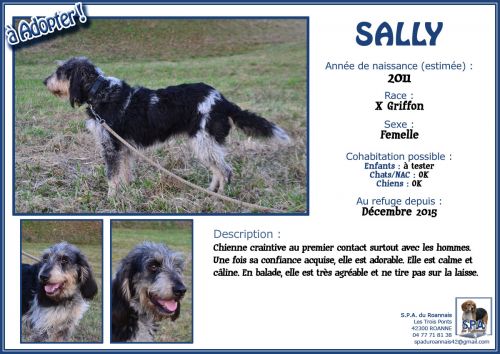 à Adopter !
SALLY
Année de naissance (estimée) :
2011
Race :
X Griffon
Sexe :
Femelle
Cohabitation possible :
Enfants : à tester
Chats/NAC : OK
Chiens : OK
Au refuge depuis :
Décembre 2015
Description :
Chienne craintive au premier contact surtout avec les hommes.
Une fois sa confiance acquise, elle est adorable. Elle est calme et
câline. En balade, elle est très agréable et ne tire pas sur la laisse.
S.P.A. du Roannais
Les Trois Ponts
42300 ROANNE
04 77 71 81 38
spaduroannais42@gmail.com
SPA